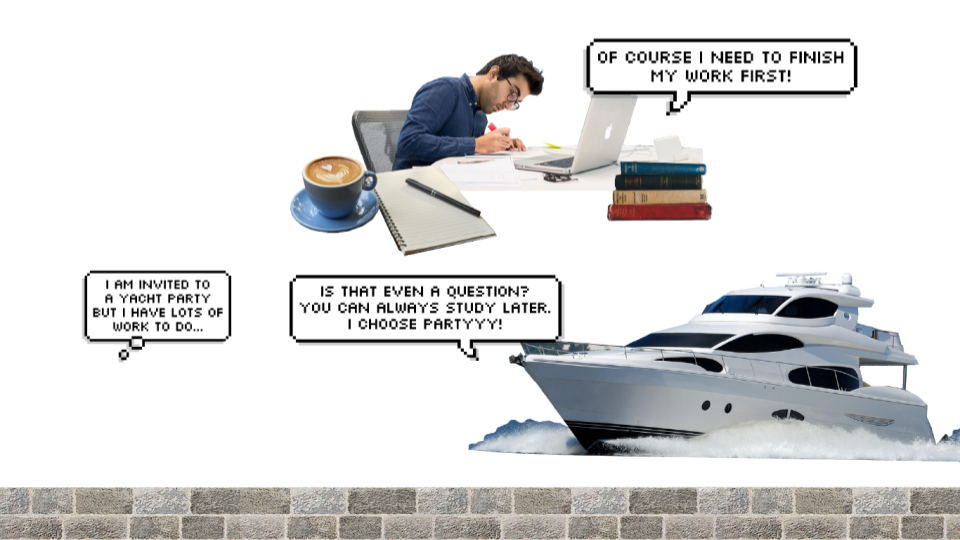 OF COURSE I NEED TO FINISH
MY WORK FIRST!
I AM INVITED TO
A YACHT PARTY
BUT I HAVE LOTS OF
WORK TO DO...
IS THAT EVEN A QUESTION?
YOU CAN ALWAYS STUDY LATER.
I CHOOSE PARTYYY!